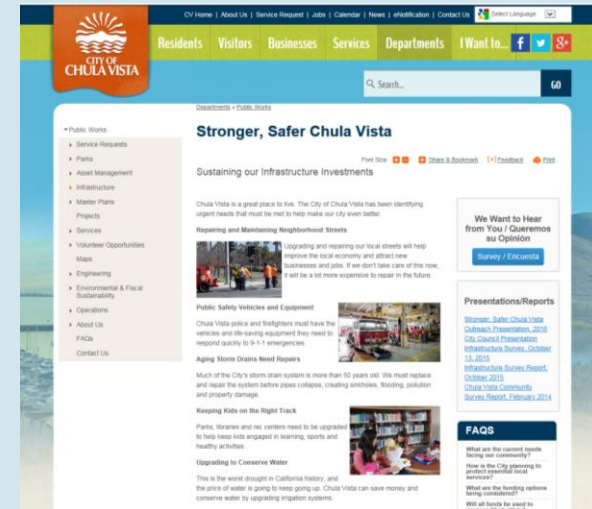 CV Home | About Us | Service Request | Jobs | Calendar | News | eNotification | Contact Us
Select Language
CITY OF
CHULA VISTA
Residents Visitors Businesses Services Departments I Want to...
Search...
GO
Departments » Public Works
Public Works
Service Requests
Parks
Asset Management
Infrastructure
Master Plans
Projects
Services
Volunteer Opportunities
Maps
Engineering
Environmental & Fiscal
Sustainability
Operations
About Us
FAQs
Contact Us
Stronger, Safer Chula Vista
Font Size: Share & Bookmark Feedback Print
Sustaining our Infrastructure Investments
Chula Vista is a great place to live. The City of Chula Vista has been identifying
urgent needs that must be met to help make our city even better.
Repairing and Maintaining Neighborhood Streets
Upgrading and repairing our local streets will help
improve the local economy and attract new
businesses and jobs. If we don't take care of this now,
it will be a lot more expensive to repair in the future.
Public Safety Vehicles and Equipment
Chula Vista police and firefighters must have the
vehicles and life-saving equipment they need to
respond quickly to 9-1-1 emergencies.
Aging Storm Drains Need Repairs
Much of the City's storm drain system is more than 50 years old. We must replace
and repair the system before pipes collapse, creating sinkholes, flooding, pollution
and property damage.
Keeping Kids on the Right Track
Parks, libraries and rec centers need to be upgraded
to help keep kids engaged in learning, sports and
healthy activities.
Upgrading to Conserve Water
This is the worst drought in California history, and
the price of water is going to keep going up. Chula Vista can save money and
conserve water by upgrading irrigation systems.
We Want to Hear
from You / Queremos
su Opinión
Survey / Encuesta
Presentations/Reports
Stronger, Safer Chula Vista
Outreach Presentation, 2016
City Council Presentation
Infrastructure Survey, October
13, 2015
Infrastructure Survey Report,
October 2015
Chula Vista Community
Survey Report, February 2014
FAQS
What are the current needs
facing our community?
How is the City planning to
protect essential local
services?
What are the funding options
being considered?
Will all funds be used to